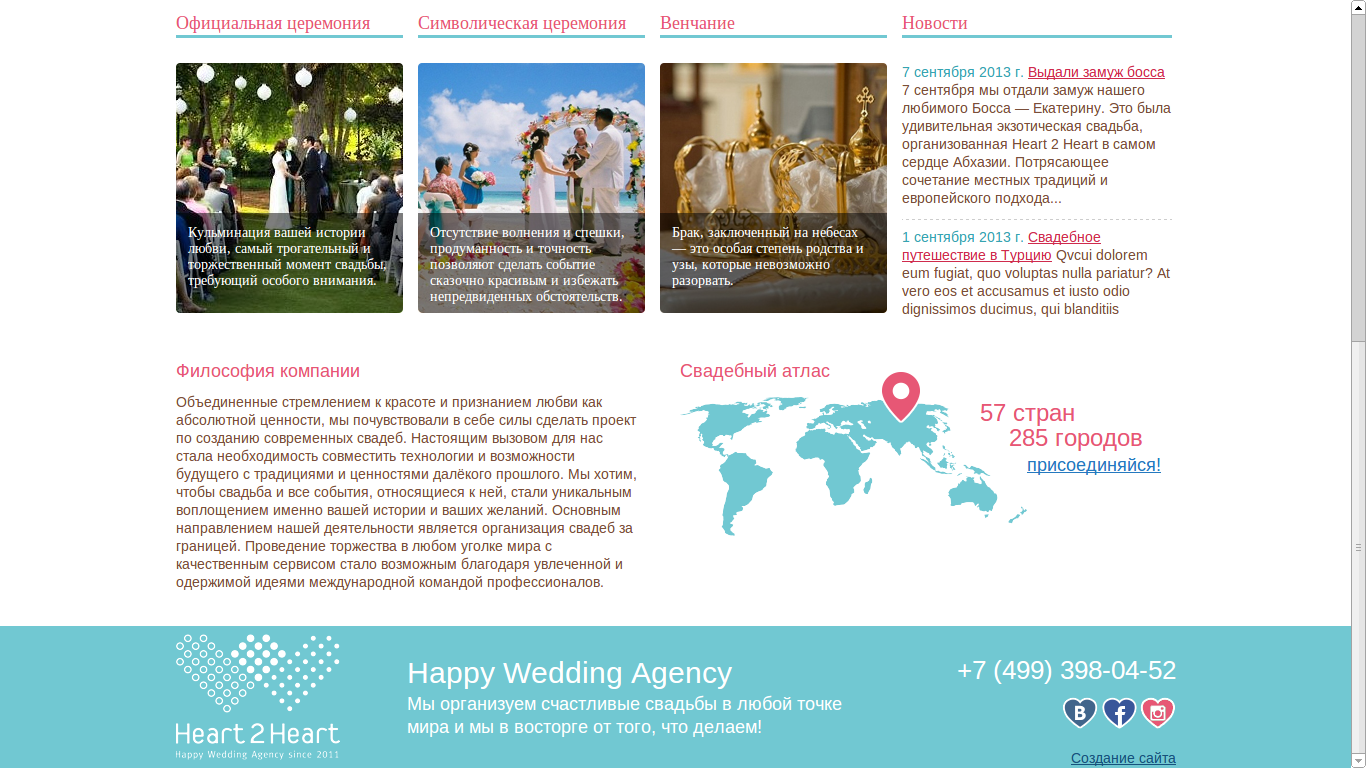 Официальная церемония
Символическая церемония
Венчание
Новости
Кульминация вашей истории
любви, самый трогательный и
торжественный момент свадьбы,
требующий особого внимания.
Отсутствие волнения и спешки,
продуманность и точность
позволяют сделать событие
сказочно красивым и избежать
непредвиденных обстоятельств.
Брак, заключенный на небесах
— это особая степень родства и
узы, которые невозможно
разорвать.
7 сентября 2013 г. Выдали замуж босса
7 сентября мы отдали замуж нашего
любимого Босса — Екатерину. Это была
удивительная экзотическая свадьба,
организованная Heart 2 Heart в самом
сердце Абхазии. Потрясающее
сочетание местных традиций и
европейского подхода...
1 сентября 2013 г. Свадебное
путешествие в Турцию Qvcui dolorem
eum fugiat, quo voluptas nulla pariatur? At
vero eos et accusamus et iusto odio
dignissimos ducimus, qui blanditiis
Философия компании
Объединенные стремлением к красоте и признанием любви как
абсолютной ценности, мы почувствовали в себе силы сделать проект
по созданию современных свадеб. Настоящим вызовом для нас
стала необходимость совместить технологии и возможности
будущего с традициями и ценностями далёкого прошлого. Мы хотим,
чтобы свадьба и все события, относящиеся к ней, стали уникальным
воплощением именно вашей истории и ваших желаний. Основным
направлением нашей деятельности является организация свадеб за
границей. Проведение торжества в любом уголке мира с
качественным сервисом стало возможным благодаря увлеченной и
одержимой идеями международной командой профессионалов.
Свадебный атлас
57 стран
285 городов
присоединяйся!
Heart 2 Heart
Happy Wedding Agency since 2011
Happy Wedding Agency
Мы организуем счастливые свадьбы в любой точке
мира и мы в восторге от того, что делаем!
+7 (499) 398-04-52
Создание сайта